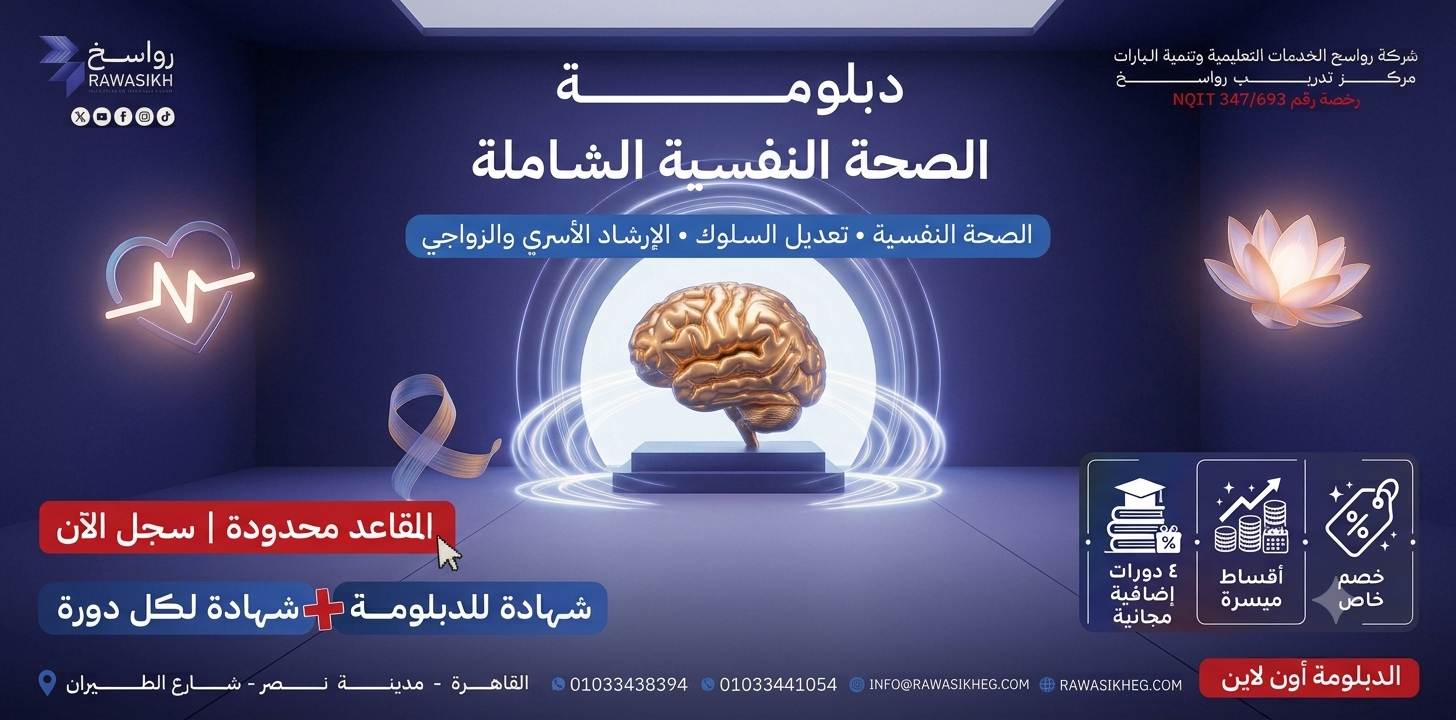 رواسخ
RAWASIKH
شركة رواسخ الخدمات التعليمية وتنمية البارات
مركز تدريب رواسخ
رخصة رقم NQIT 347/693
دبلومة
الصحة النفسية الشاملة
الصحة النفسية • تعديل السلوك • الإرشاد الأسري والزواجي
المقاعد محدودة | سجل الآن
شهادة للدبلومة + شهادة لكل دورة
خصم خاص
أقساط ميسرة
٤ دورات إضافية مجانية
الدبلومة أون لاين
القاهرة - مدينة نصر - شارع الطيران
01033438394
01033441054
INFO@RAWASIKHEG.COM
RAWASIKHEG.COM